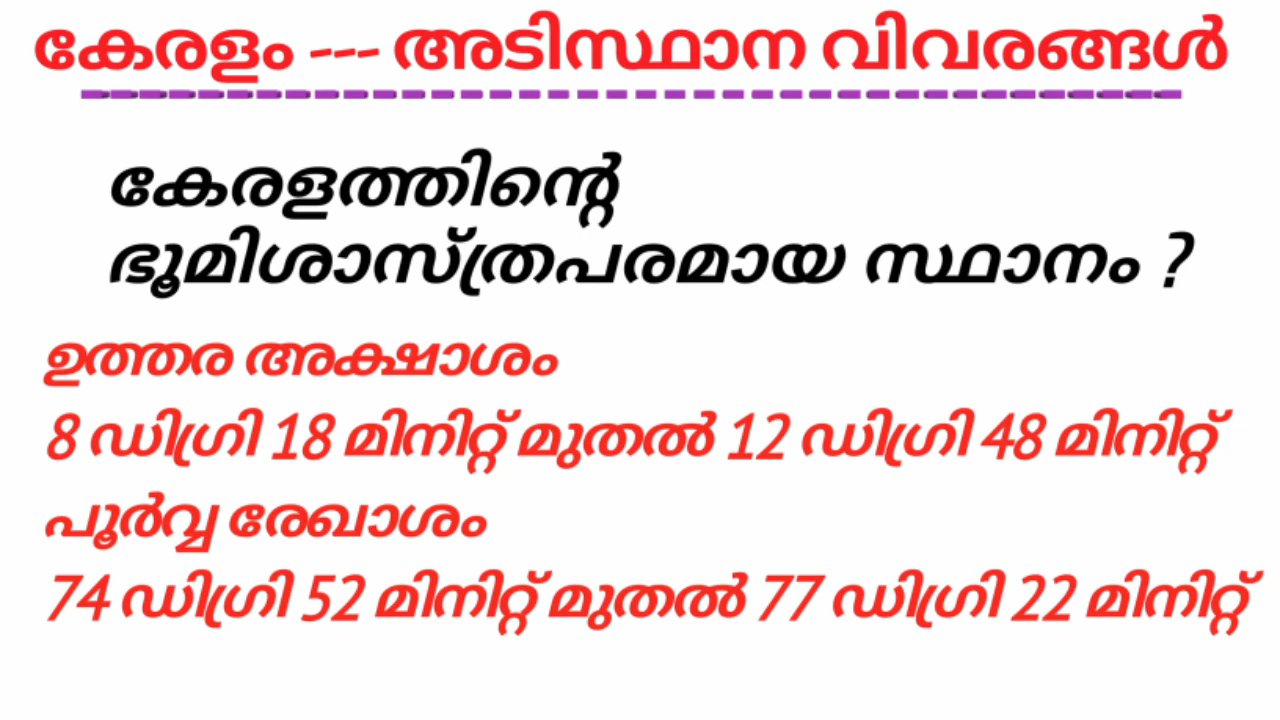 കേരളം --- അടിസ്ഥാന വിവരങ്ങൾ
കേരളത്തിന്റെ
ഭൂമിശാസ്ത്രപരമായ സ്ഥാനം ?
ഉത്തര അക്ഷാശം
8 ഡിഗ്രി 18 മിനിറ്റ് മുതൽ 12 ഡിഗ്രി 48 മിനിറ്റ്
പൂർവ്വ രേഖാശം
74 ഡിഗ്രി 52 മിനിറ്റ് മുതൽ 77 ഡിഗ്രി 22 മിനിറ്റ്